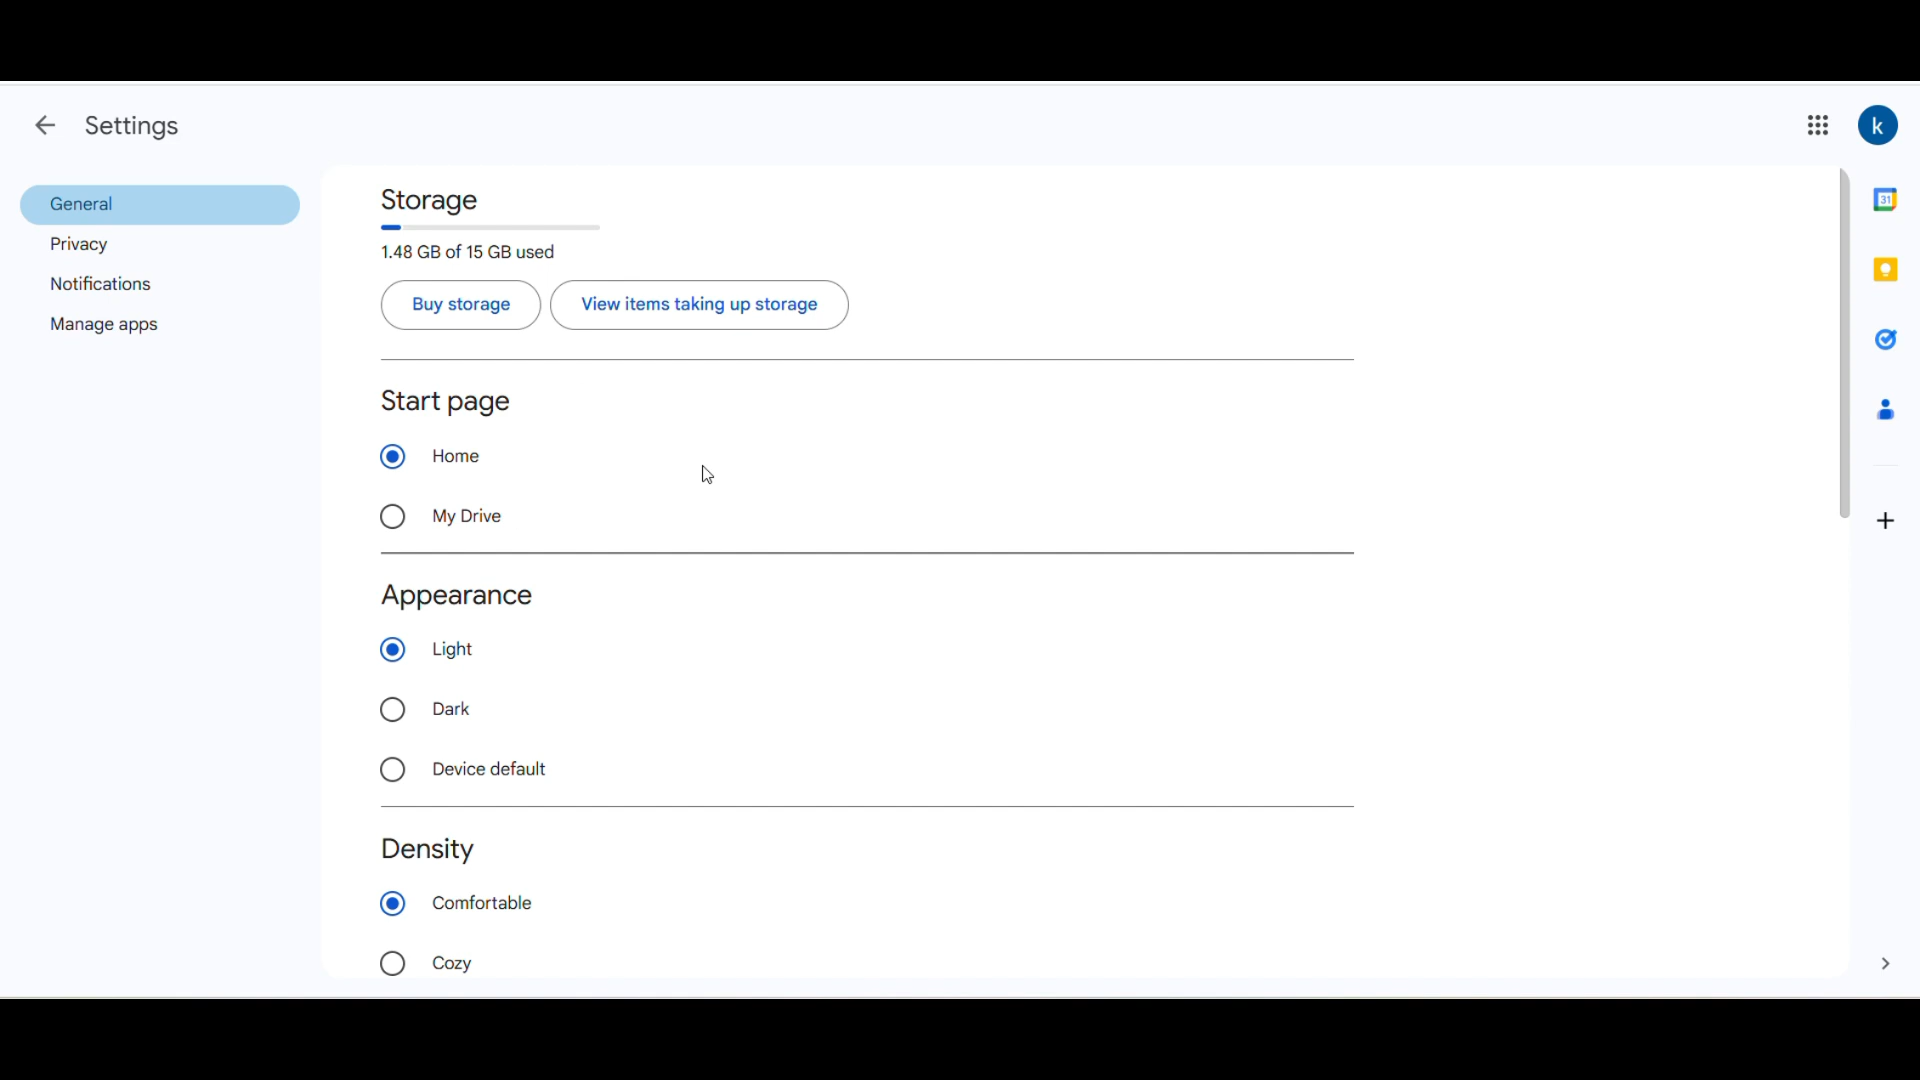 Settings
k
General
Privacy
Notifications
Manage apps
Storage
1.48 GB of 15 GB used
Buy storage
View items taking up storage
Start page
Home
My Drive
Appearance
Light
Dark
Device default
Density
Comfortable
Cozy
31